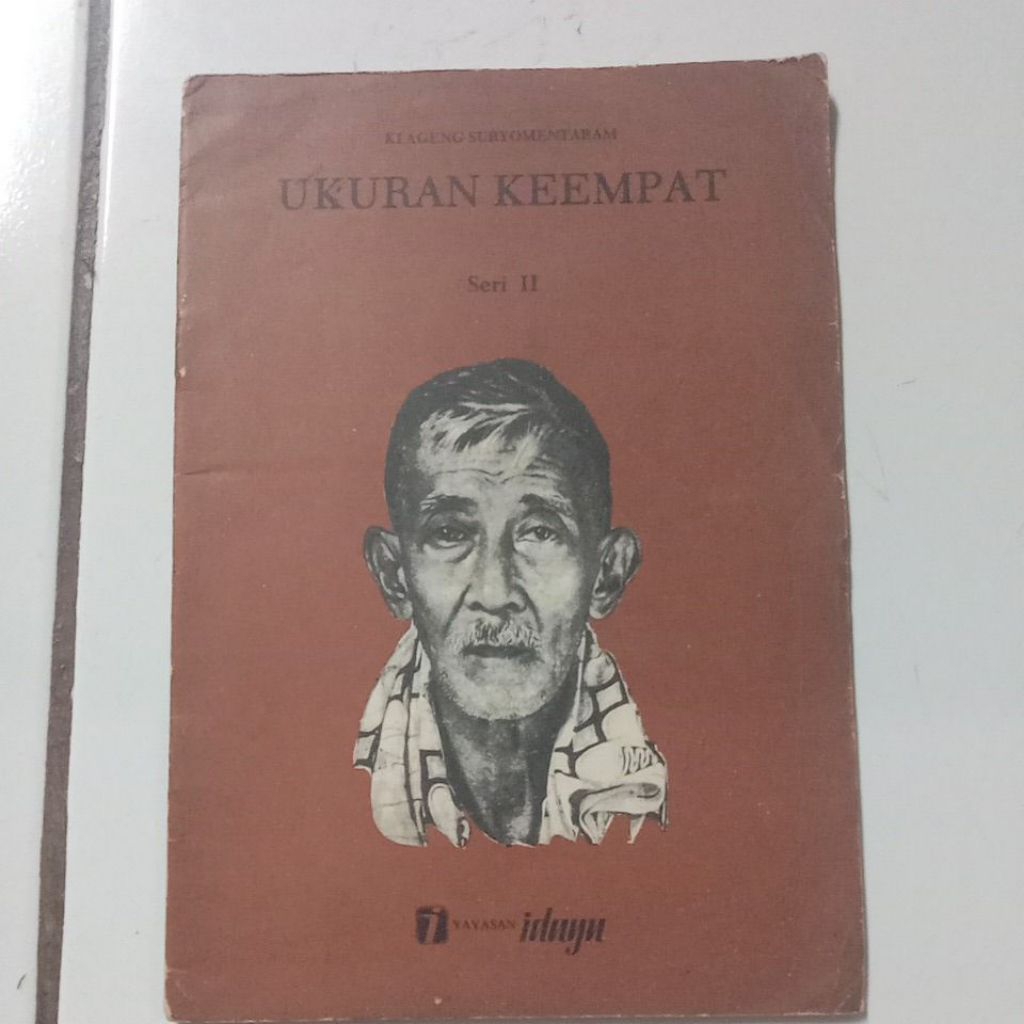 KI AGENG SURYOMENTARAM
UKURAN KEEMPAT
Seri II
YAYASAN idayu